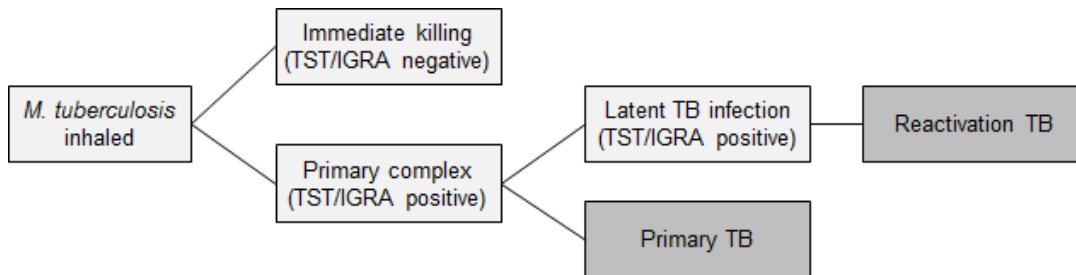 Immediate killing
(TST/IGRA negative)
M. tuberculosis
inhaled
Latent TB infection
(TST/IGRA positive)
Reactivation TB
Primary complex
(TST/IGRA positive)
Primary TB